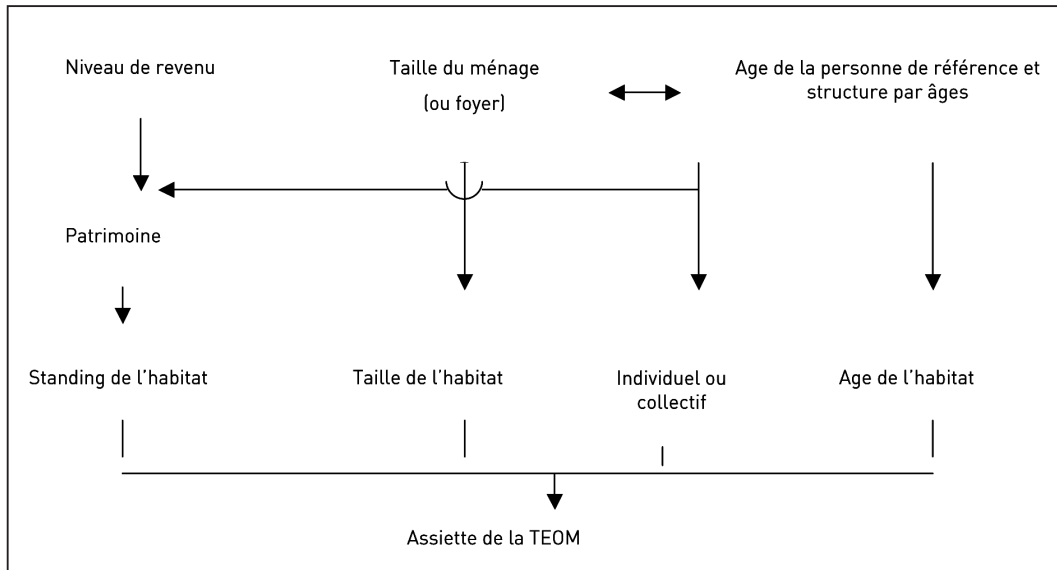 Niveau de revenu
Taille du ménage
(ou foyer)
Age de la personne de référence et
structure par âges
Patrimoine
Standing de l'habitat
Taille de l'habitat
Individuel ou
collectif
Age de l'habitat
Assiette de la TEOM